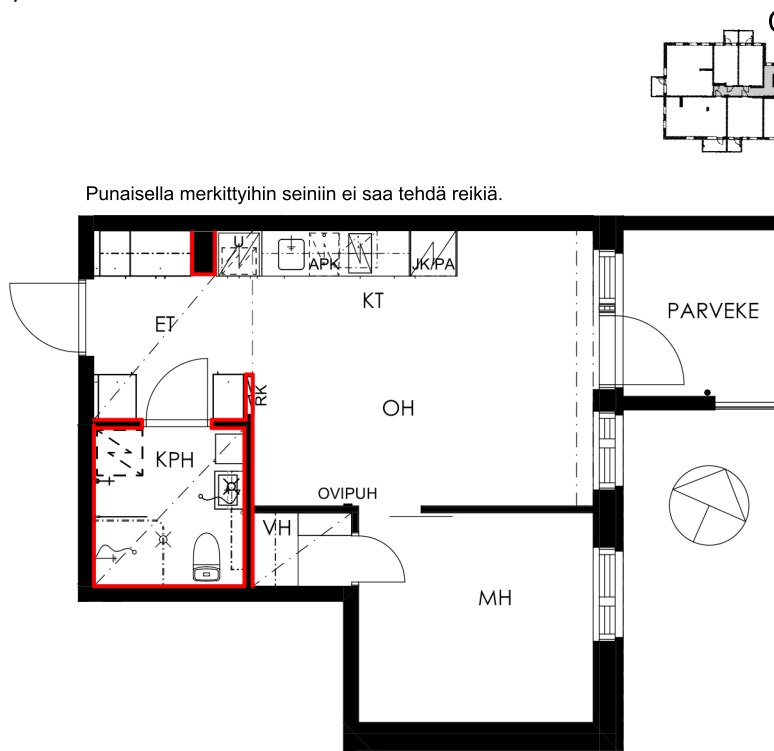 Punaisella merkittyihin seiniin ei saa tehdä reikiä.
U
APK
JK/PA
KT
PARVEKE
ET
RK
OH
KPH
OVIPUH
VH
MH